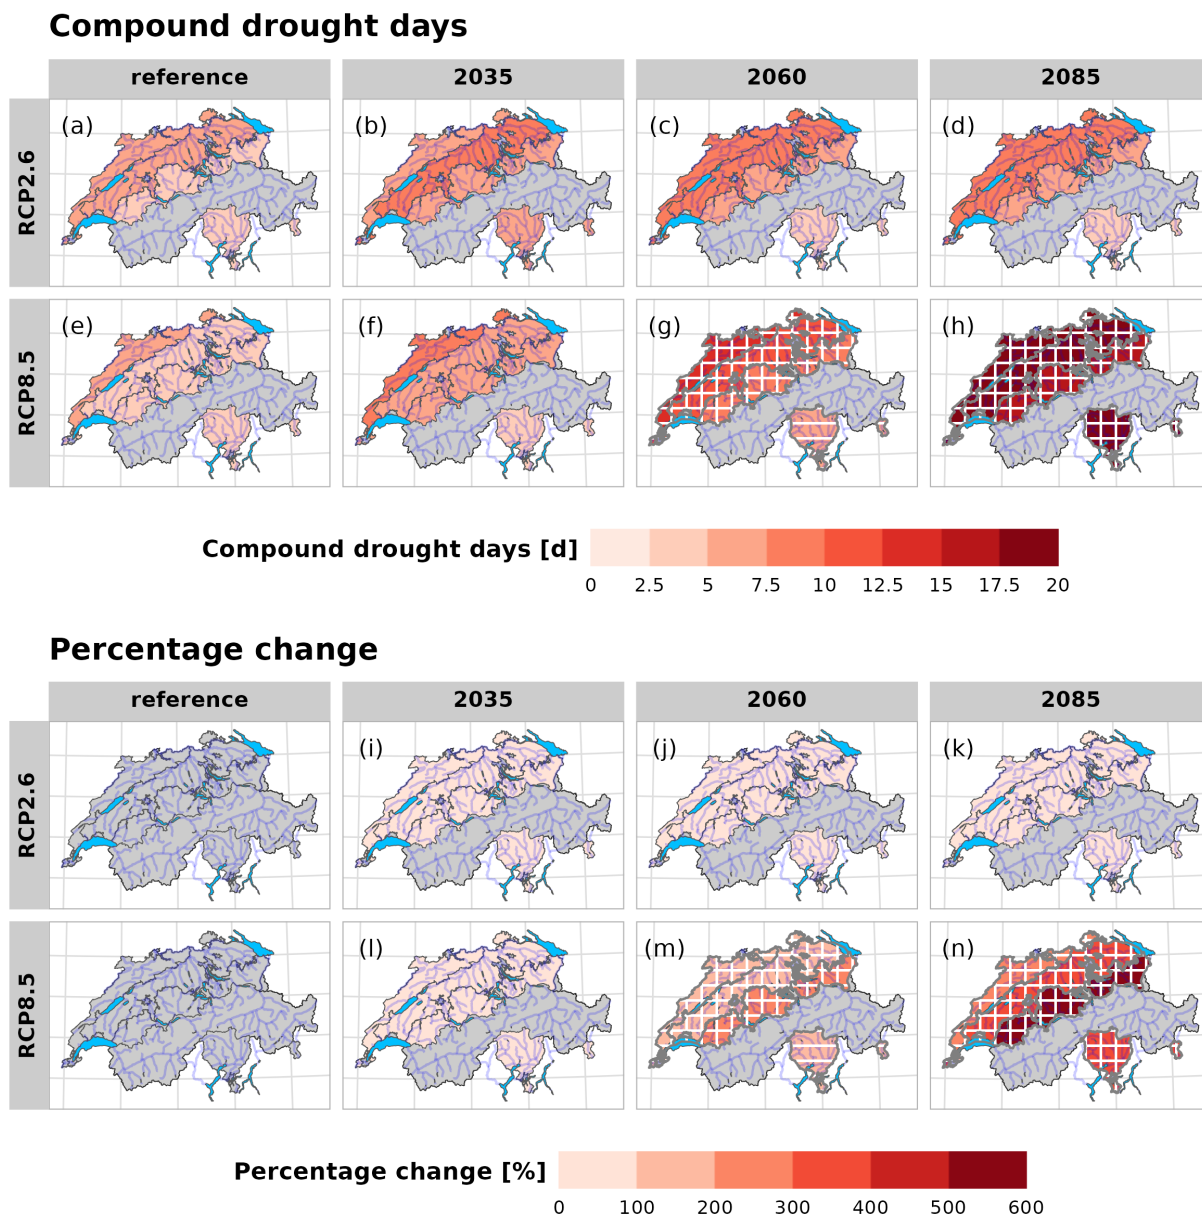 Compound drought days
reference 2035 2060 2085
RCP2.6
(a) (b) (c) (d)
RCP8.5
(e) (f) (g) (h)
Compound drought days [d]
0 2.5 5 7.5 10 12.5 15 17.5 20
Percentage change
reference 2035 2060 2085
RCP2.6
(i) (j) (k)
RCP8.5
(l) (m) (n)
Percentage change [%]
0 100 200 300 400 500 600